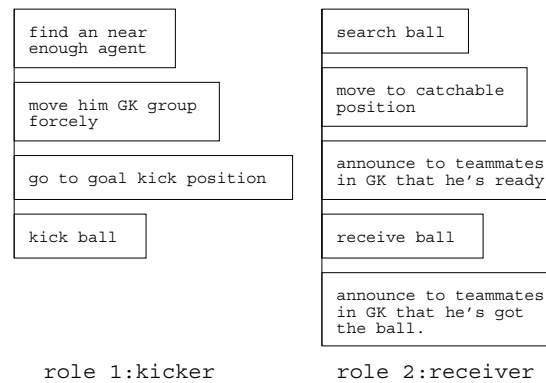 find an near
enough agent
move him GK group
forcely
go to goal kick position
kick ball
role 1:kicker
search ball
move to catchable
position
announce to teammates
in GK that he's ready
receive ball
announce to teammates
in GK that he's got
the ball.
role 2:receiver